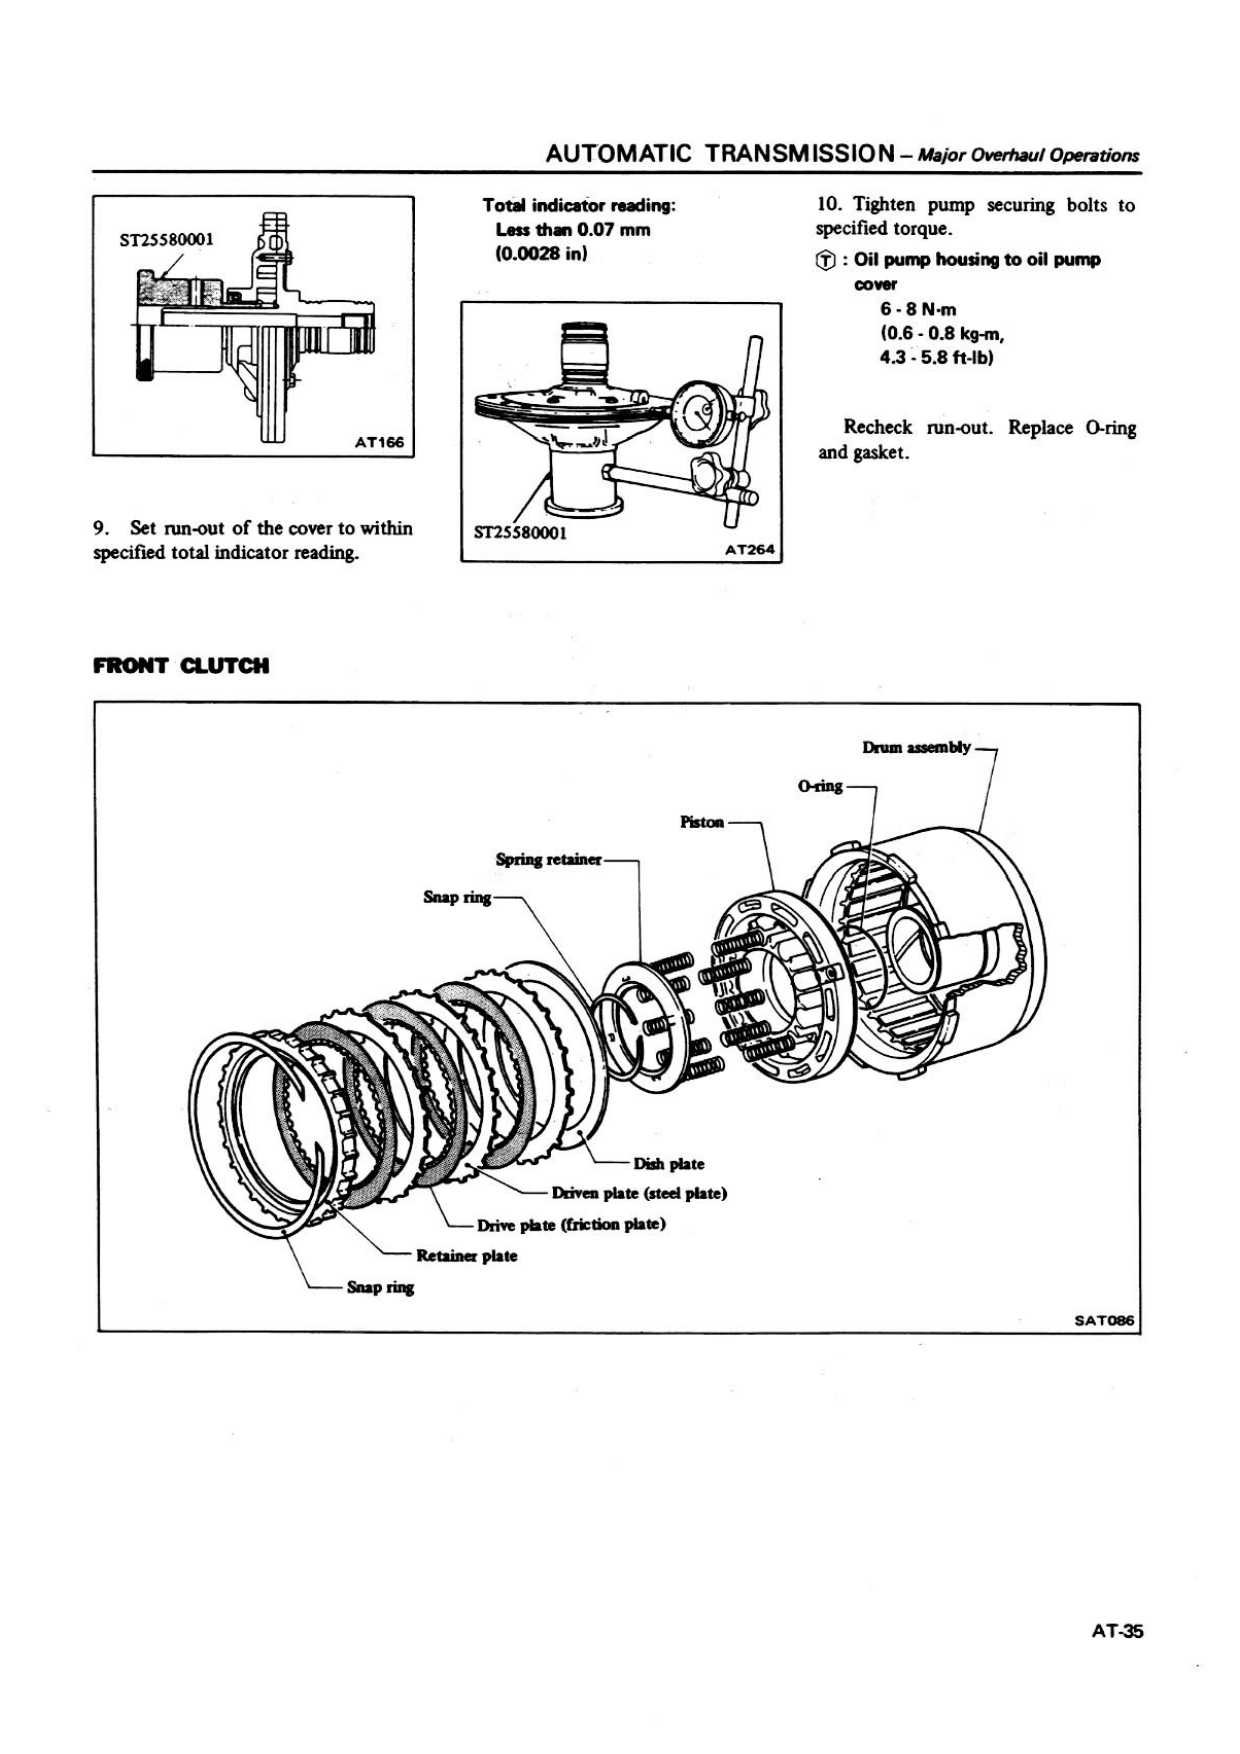 AUTOMATIC TRANSMISSION – Major Overhaul Operations
ST25580001
AT166
9. Set run-out of the cover to within
specified total indicator reading.
Total indicator reading:
Less than 0.07 mm
(0.0028 in)
ST25580001
AT264
10. Tighten pump securing bolts to
specified torque.
Ⓣ : Oil pump housing to oil pump
cover
6 - 8 N·m
(0.6 - 0.8 kg-m,
4.3 - 5.8 ft-lb)
Recheck run-out. Replace O-ring
and gasket.
FRONT CLUTCH
Drum assembly
O-ring
Piston
Spring retainer
Snap ring
Dish plate
Driven plate (steel plate)
Drive plate (friction plate)
Retainer plate
Snap ring
SAT086
AT-35